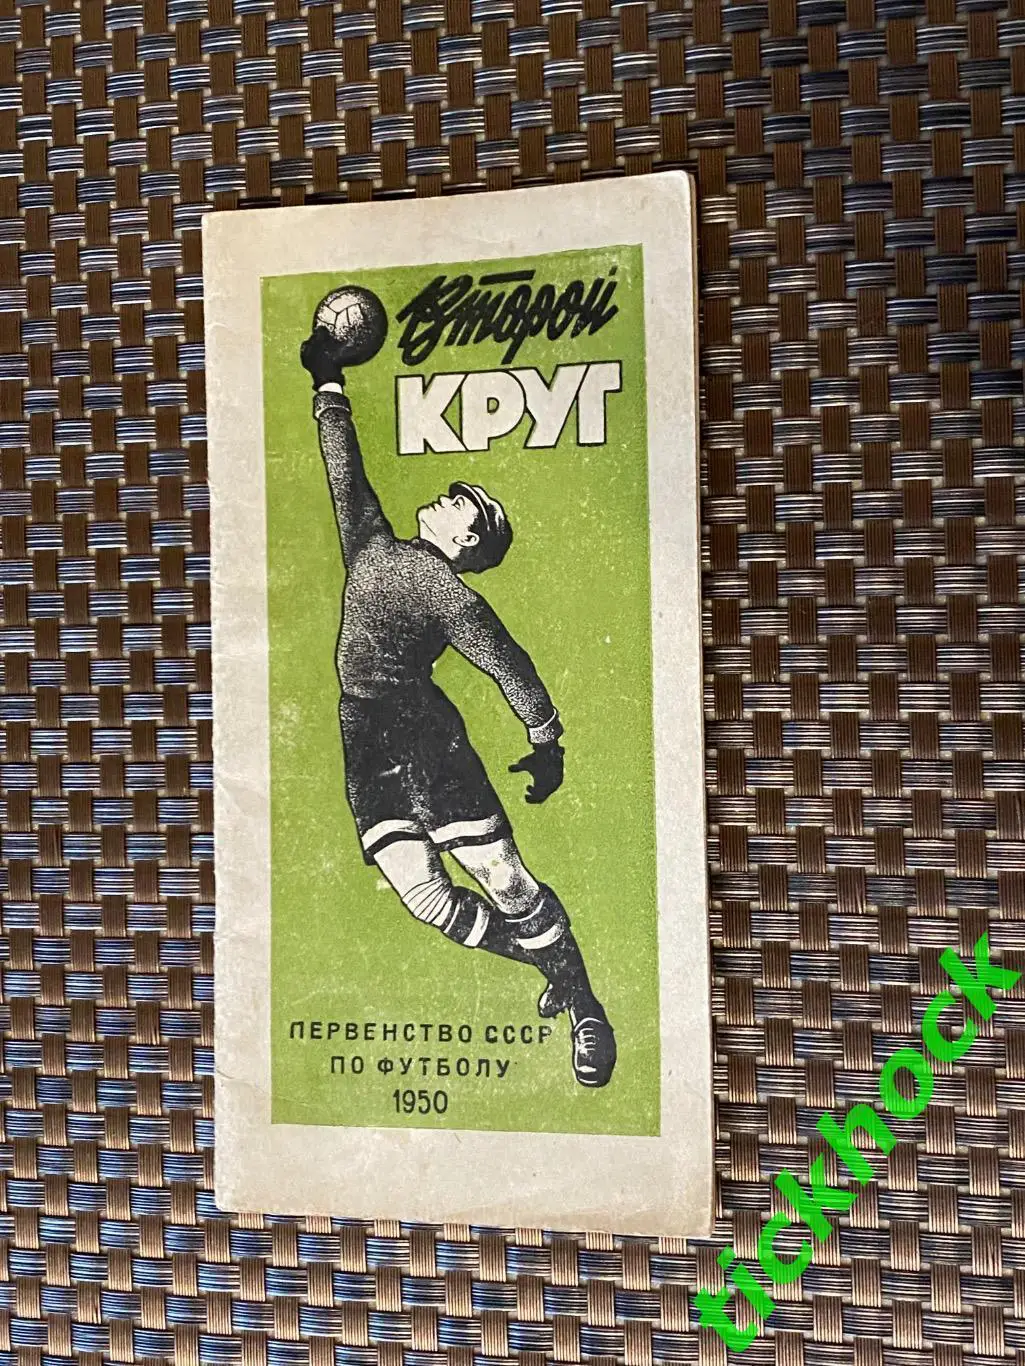 Второй
КРУГ
ПЕРВЕНСТВО СССР
ПО ФУТБОЛУ
1950
tickhock